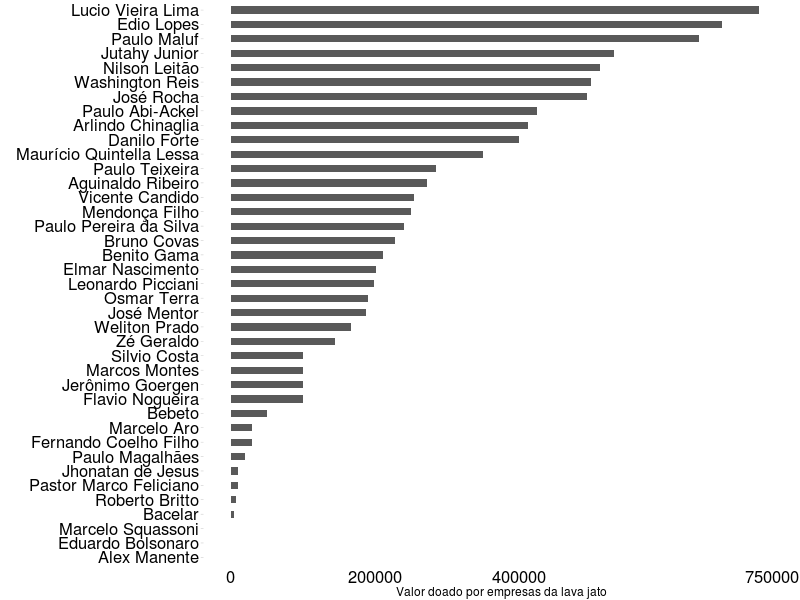 Lucio Vieira Lima
Edio Lopes
Paulo Maluf
Jutahy Junior
Nilson Leitão
Washington Reis
José Rocha
Paulo Abi-Ackel
Arlindo Chinaglia
Danilo Forte
Maurício Quintella Lessa
Paulo Teixeira
Aguinaldo Ribeiro
Vicente Candido
Mendonça Filho
Paulo Pereira da Silva
Bruno Covas
Benito Gama
Elmar Nascimento
Leonardo Picciani
Osmar Terra
José Mentor
Weliton Prado
Zé Geraldo
Silvio Costa
Marcos Montes
Jerônimo Goergen
Flavio Nogueira
Bebeto
Marcelo Aro
Fernando Coelho Filho
Paulo Magalhães
Jhonatan de Jesus
Pastor Marco Feliciano
Roberto Britto
Bacelar
Marcelo Squassoni
Eduardo Bolsonaro
Alex Manente
0 200000 400000 750000
Valor doado por empresas da lava jato